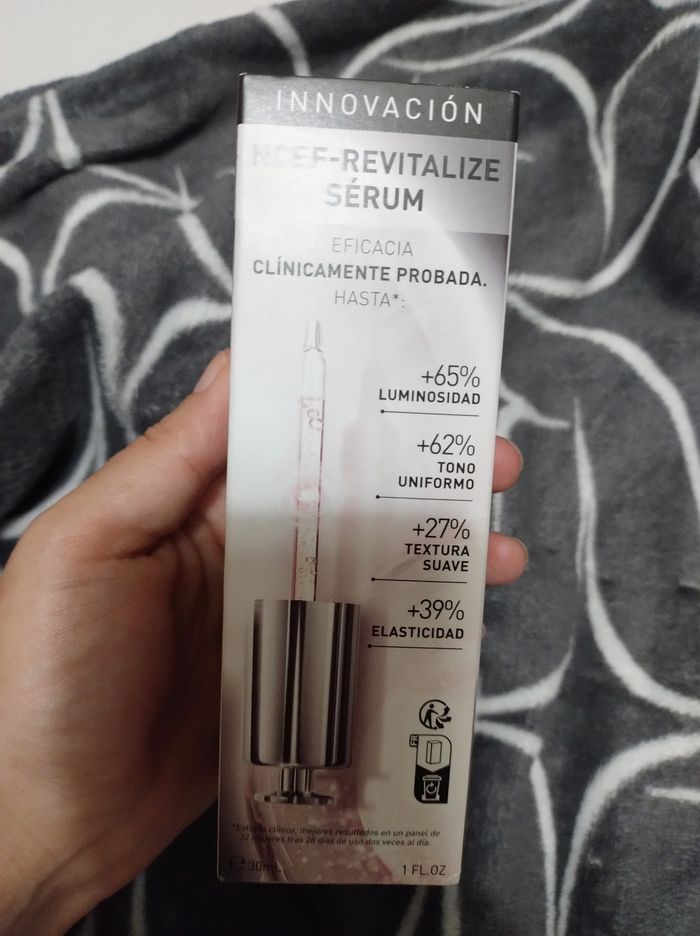 INNOVACIÓN
NCEF-REVITALIZE
SÉRUM
EFICACIA
CLÍNICAMENTE PROBADA.
HASTA*:
+65%
LUMINOSIDAD
+62%
TONO
UNIFORMO
+27%
TEXTURA
SUAVE
+39%
ELASTICIDAD
FR
*Estudio clínico, mejores resultados en un panel de
32 mujeres tras 28 días de uso dos veces al día.
℮ 30mL
1 FL.OZ